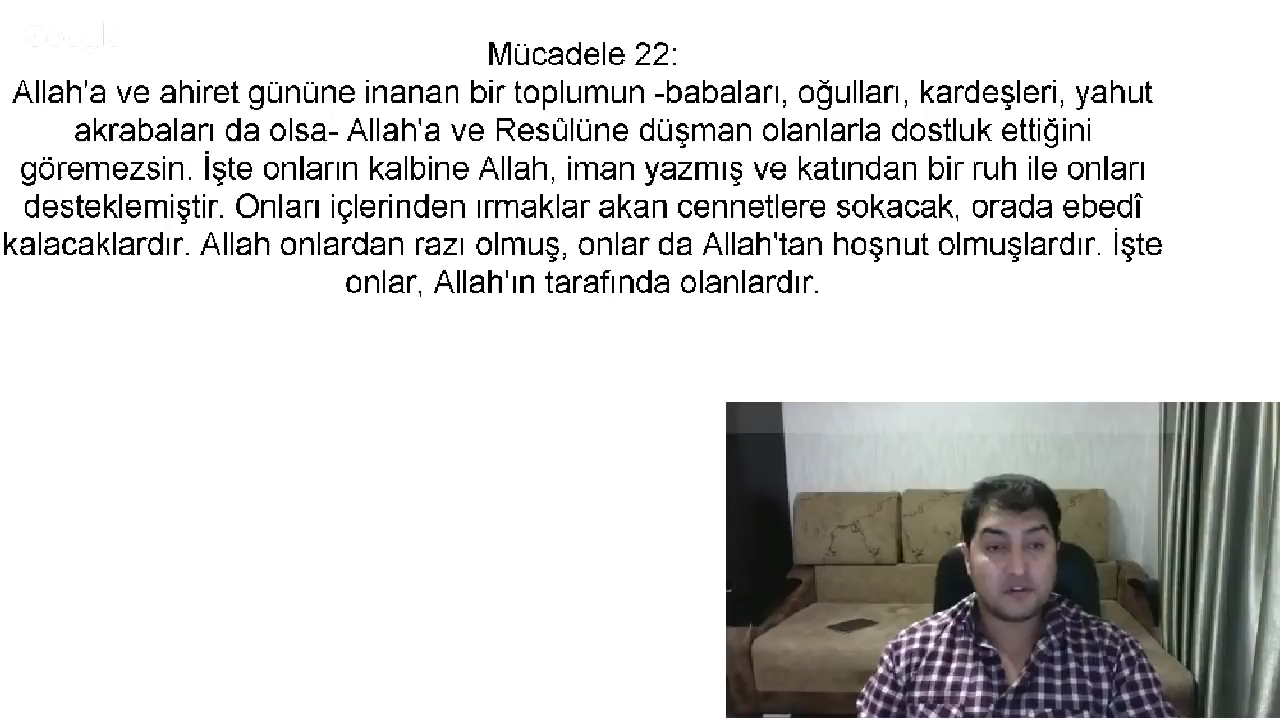 Google
Mücadele 22:
Allah'a ve ahiret gününe inanan bir toplumun -babaları, oğulları, kardeşleri, yahut
akrabaları da olsa- Allah'a ve Resûlüne düşman olanlarla dostluk ettiğini
göremezsin. İşte onların kalbine Allah, iman yazmış ve katından bir ruh ile onları
desteklemiştir. Onları içlerinden ırmaklar akan cennetlere sokacak, orada ebedî
kalacaklardır. Allah onlardan razı olmuş, onlar da Allah'tan hoşnut olmuşlardır. İşte
onlar, Allah'ın tarafında olanlardır.